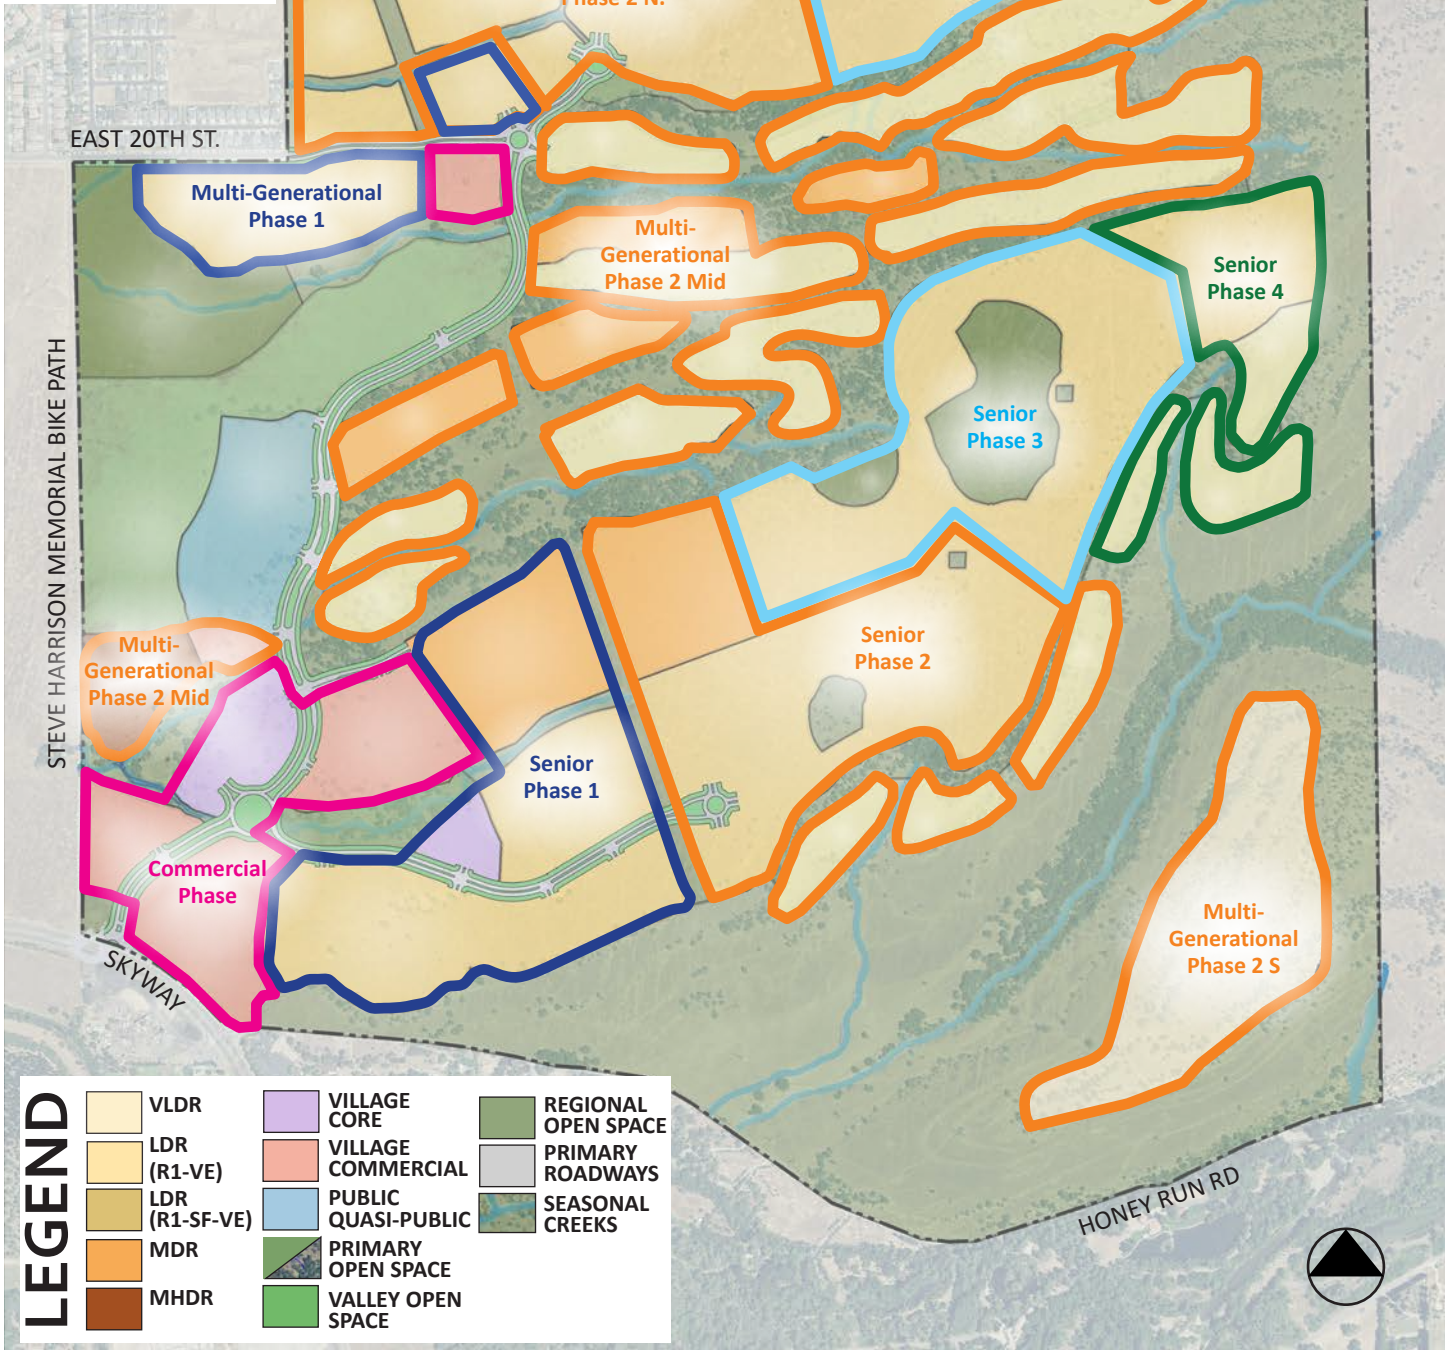 Phase 2 N.
EAST 20TH ST.
Multi-Generational
Phase 1
Multi-
Generational
Phase 2 Mid
Senior
Phase 4
STEVE HARRISON MEMORIAL BIKE PATH
Senior
Phase 3
Multi-
Generational
Phase 2 Mid
Senior
Phase 2
Senior
Phase 1
Commercial
Phase
Multi-
Generational
Phase 2 S
SKYWAY
HONEY RUN RD
LEGEND
VLDR
LDR
(R1-VE)
LDR
(R1-SF-VE)
MDR
MHDR
VILLAGE
CORE
VILLAGE
COMMERCIAL
PUBLIC
QUASI-PUBLIC
PRIMARY
OPEN SPACE
VALLEY OPEN
SPACE
REGIONAL
OPEN SPACE
PRIMARY
ROADWAYS
SEASONAL
CREEKS